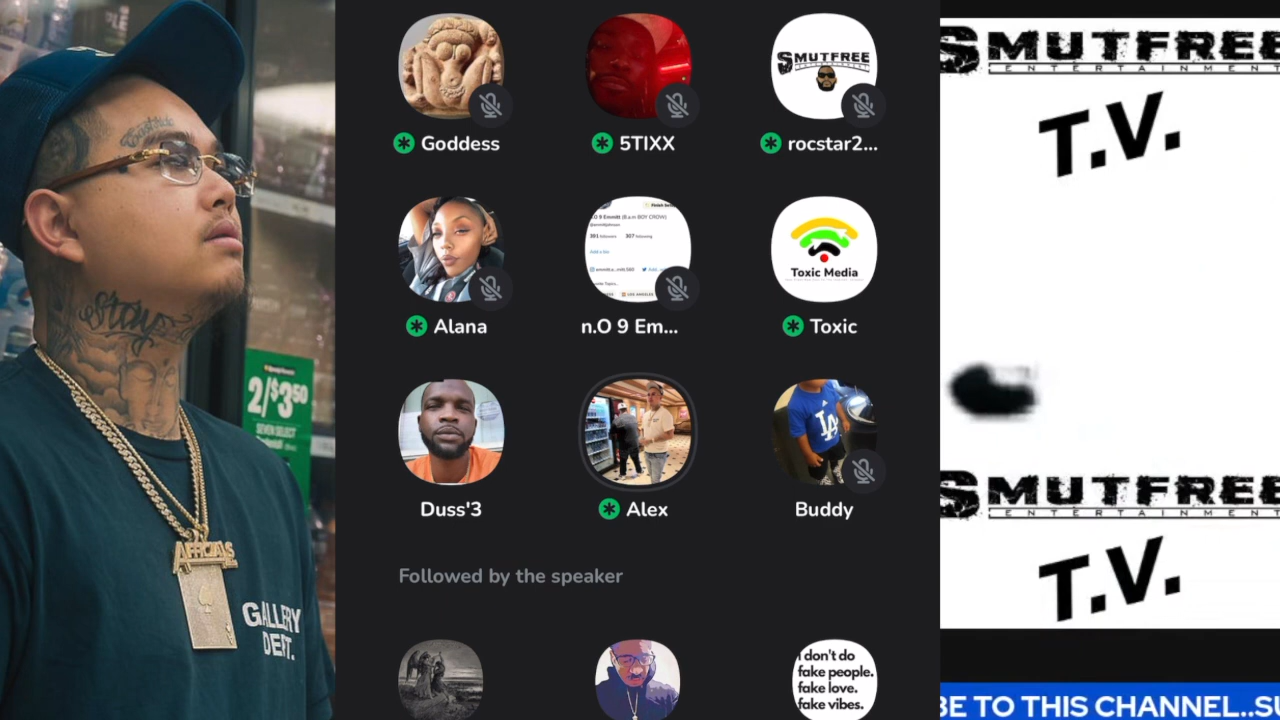 Stay
2/$3.50
SEVEN SELECT
GALLERY
DEPT.
Goddess
5TIXX
SMUTFREE
rocstar2...
Alana
n.O 9 Em...
Toxic Media
Toxic
Duss'3
Alex
Buddy
Followed by the speaker
i don't do
fake people.
fake love.
fake vibes.
SMUTFREE
ENTERTAINMENT
T.V.
SMUTFREE
ENTERTAINMENT
T.V.
BE TO THIS CHANNEL..SU